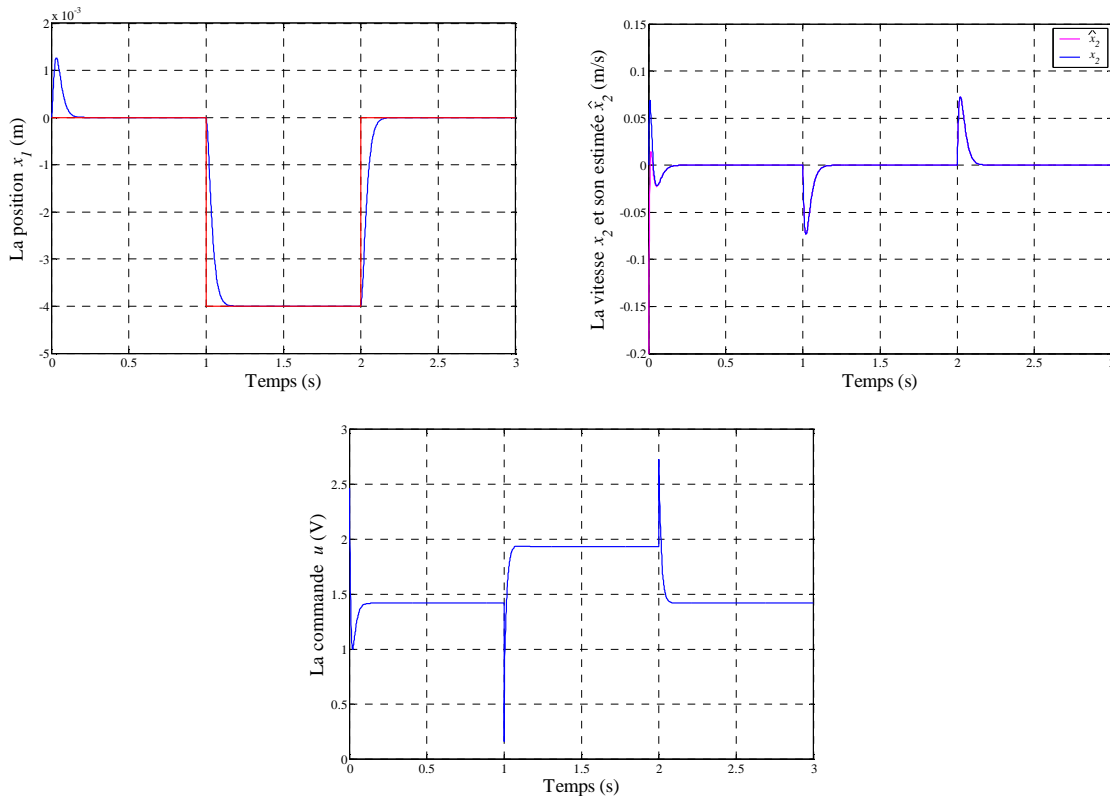 x 10⁻³
2
1
0
-1
-2
-3
-4
-5
La position x₁ (m)
0 0.5 1 1.5 2 2.5 3
Temps (s)
0.15
0.1
0.05
0
-0.05
-0.1
-0.15
-0.2
La vitesse x₂ et son estimée x̂₂ (m/s)
x̂₂
x₂
0 0.5 1 1.5 2 2.5
Temps (s)
3
2.5
2
1.5
1
0.5
0
La commande u (V)
0 0.5 1 1.5 2 2.5 3
Temps (s)